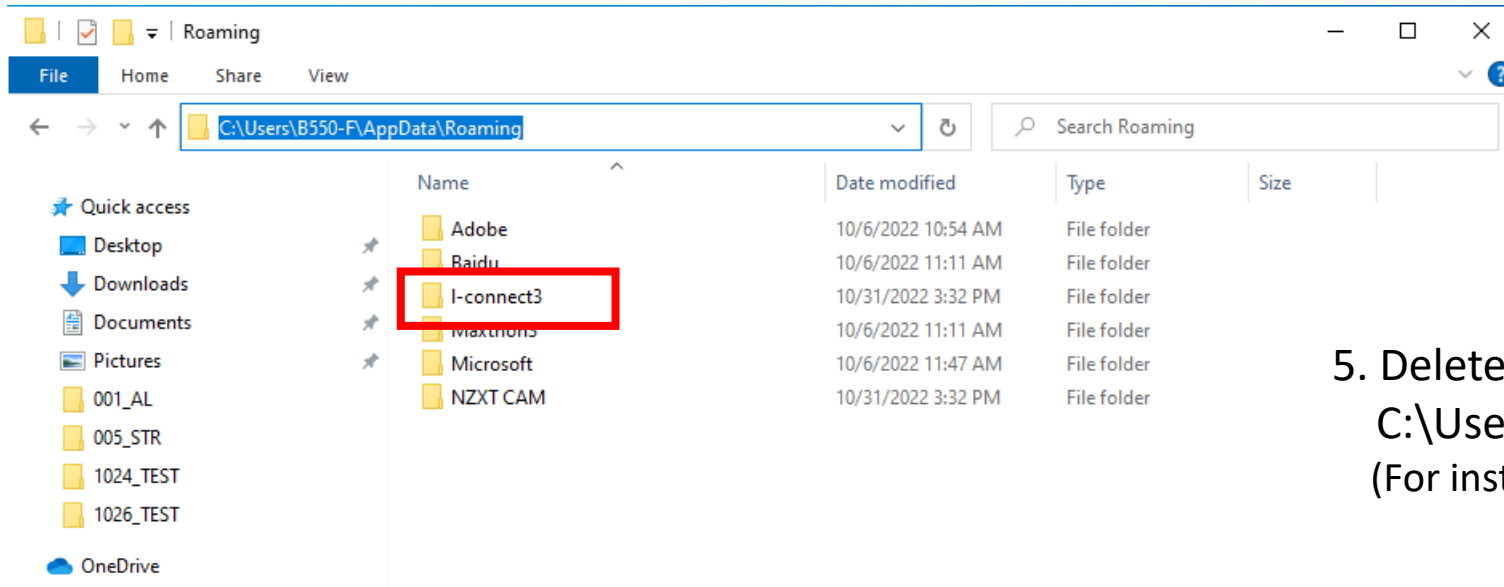 Roaming
File Home Share View
C:\Users\B550-F\AppData\Roaming
Search Roaming
Name Date modified Type Size
Quick access
Desktop
Downloads
Documents
Pictures
001_AL
005_STR
1024_TEST
1026_TEST
OneDrive
Adobe 10/6/2022 10:54 AM File folder
Baidu 10/6/2022 11:11 AM File folder
I-connect3 10/31/2022 3:32 PM File folder
Maxthon5 10/6/2022 11:11 AM File folder
Microsoft 10/6/2022 11:47 AM File folder
NZXT CAM 10/31/2022 3:32 PM File folder
5. Delete
C:\Use
(For inst